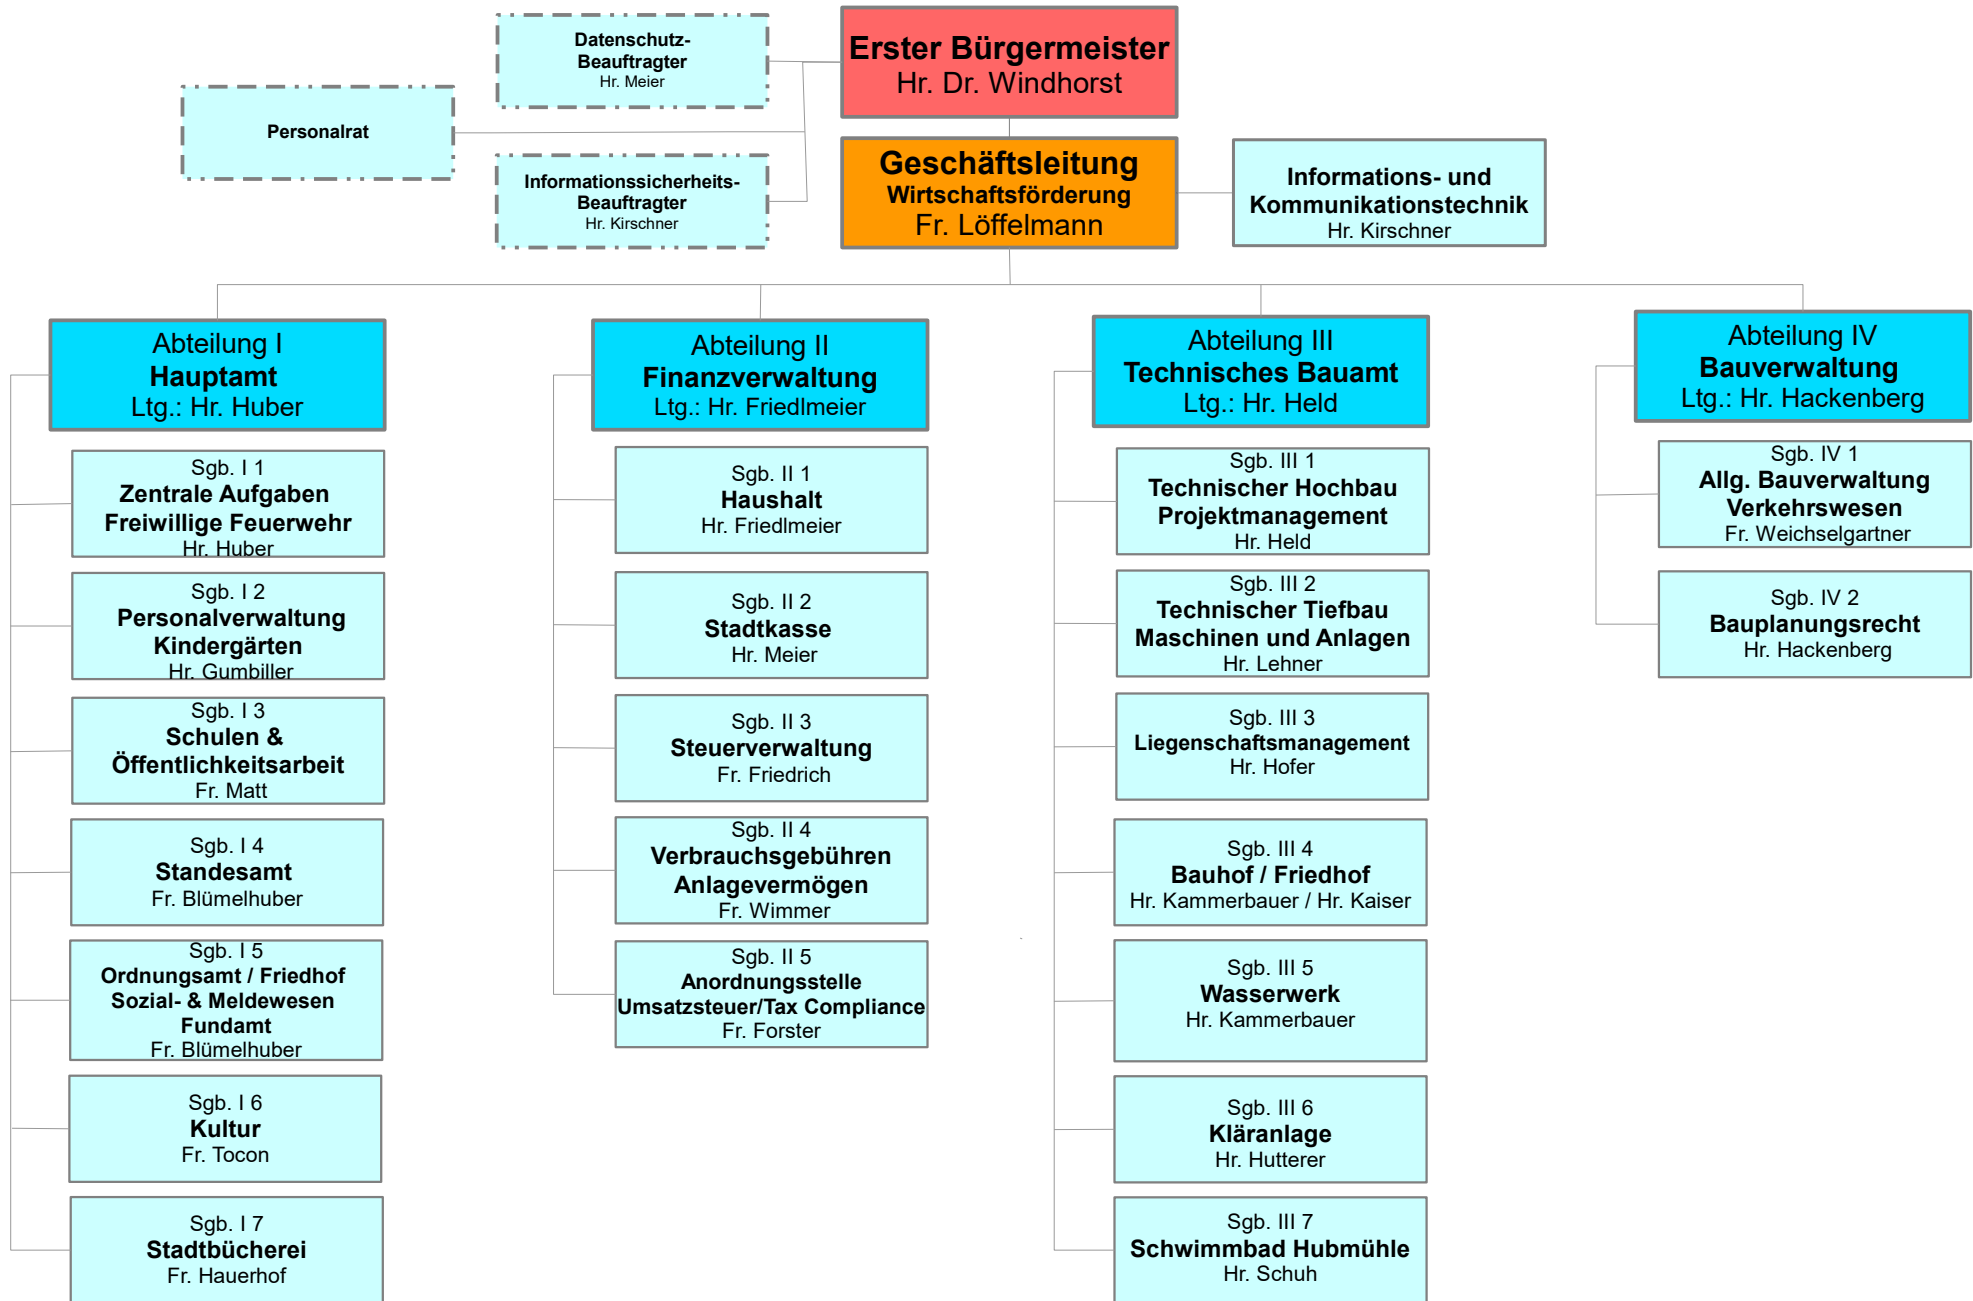 Datenschutz-
Beauftragter
Hr. Meier
Erster Bürgermeister
Hr. Dr. Windhorst
Personalrat
Informationssicherheits-
Beauftragter
Hr. Kirschner
Geschäftsleitung
Wirtschaftsförderung
Fr. Löffelmann
Informations- und
Kommunikationstechnik
Hr. Kirschner
Abteilung I
Hauptamt
Ltg.: Hr. Huber
Sgb. I 1
Zentrale Aufgaben
Freiwillige Feuerwehr
Hr. Huber
Sgb. I 2
Personalverwaltung
Kindergärten
Hr. Gumbiller
Sgb. I 3
Schulen &
Öffentlichkeitsarbeit
Fr. Matt
Sgb. I 4
Standesamt
Fr. Blümelhuber
Sgb. I 5
Ordnungsamt / Friedhof
Sozial- & Meldewesen
Fundamt
Fr. Blümelhuber
Sgb. I 6
Kultur
Fr. Tocon
Sgb. I 7
Stadtbücherei
Fr. Hauerhof
Abteilung II
Finanzverwaltung
Ltg.: Hr. Friedlmeier
Sgb. II 1
Haushalt
Hr. Friedlmeier
Sgb. II 2
Stadtkasse
Hr. Meier
Sgb. II 3
Steuerverwaltung
Fr. Friedrich
Sgb. II 4
Verbrauchsgebühren
Anlagevermögen
Fr. Wimmer
Sgb. II 5
Anordnungsstelle
Umsatzsteuer/Tax Compliance
Fr. Forster
Abteilung III
Technisches Bauamt
Ltg.: Hr. Held
Sgb. III 1
Technischer Hochbau
Projektmanagement
Hr. Held
Sgb. III 2
Technischer Tiefbau
Maschinen und Anlagen
Hr. Lehner
Sgb. III 3
Liegenschaftsmanagement
Hr. Hofer
Sgb. III 4
Bauhof / Friedhof
Hr. Kammerbauer / Hr. Kaiser
Sgb. III 5
Wasserwerk
Hr. Kammerbauer
Sgb. III 6
Kläranlage
Hr. Hutterer
Sgb. III 7
Schwimmbad Hubmühle
Hr. Schuh
Abteilung IV
Bauverwaltung
Ltg.: Hr. Hackenberg
Sgb. IV 1
Allg. Bauverwaltung
Verkehrswesen
Fr. Weichselgartner
Sgb. IV 2
Bauplanungsrecht
Hr. Hackenberg